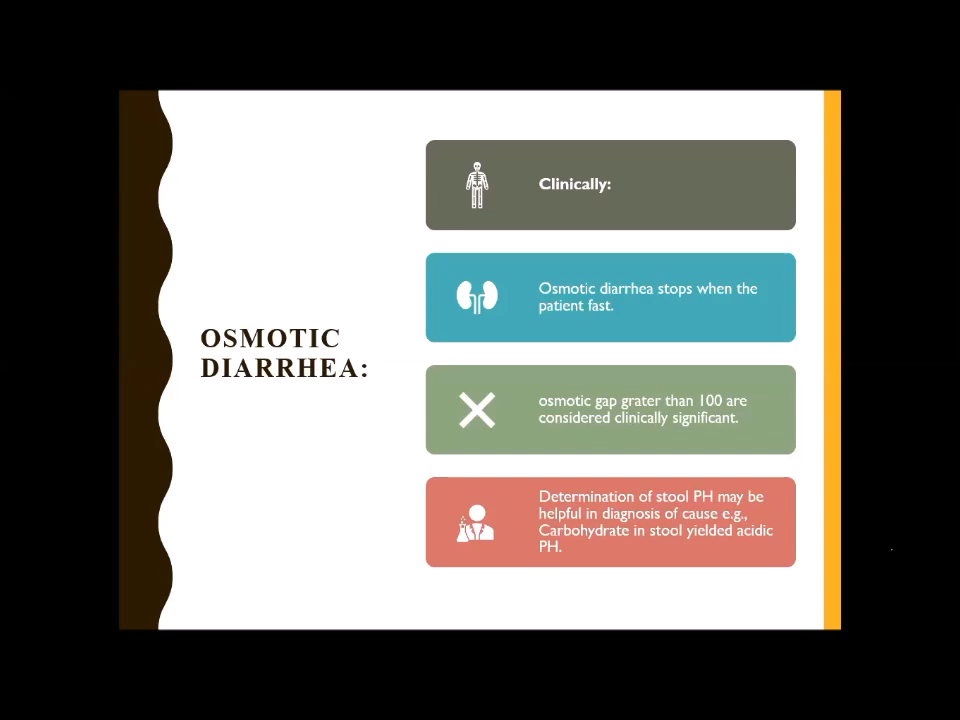 OSMOTIC
DIARRHEA:
Clinically:
Osmotic diarrhea stops when the
patient fast.
osmotic gap grater than 100 are
considered clinically significant.
Determination of stool PH may be
helpful in diagnosis of cause e.g.,
Carbohydrate in stool yielded acidic
PH.